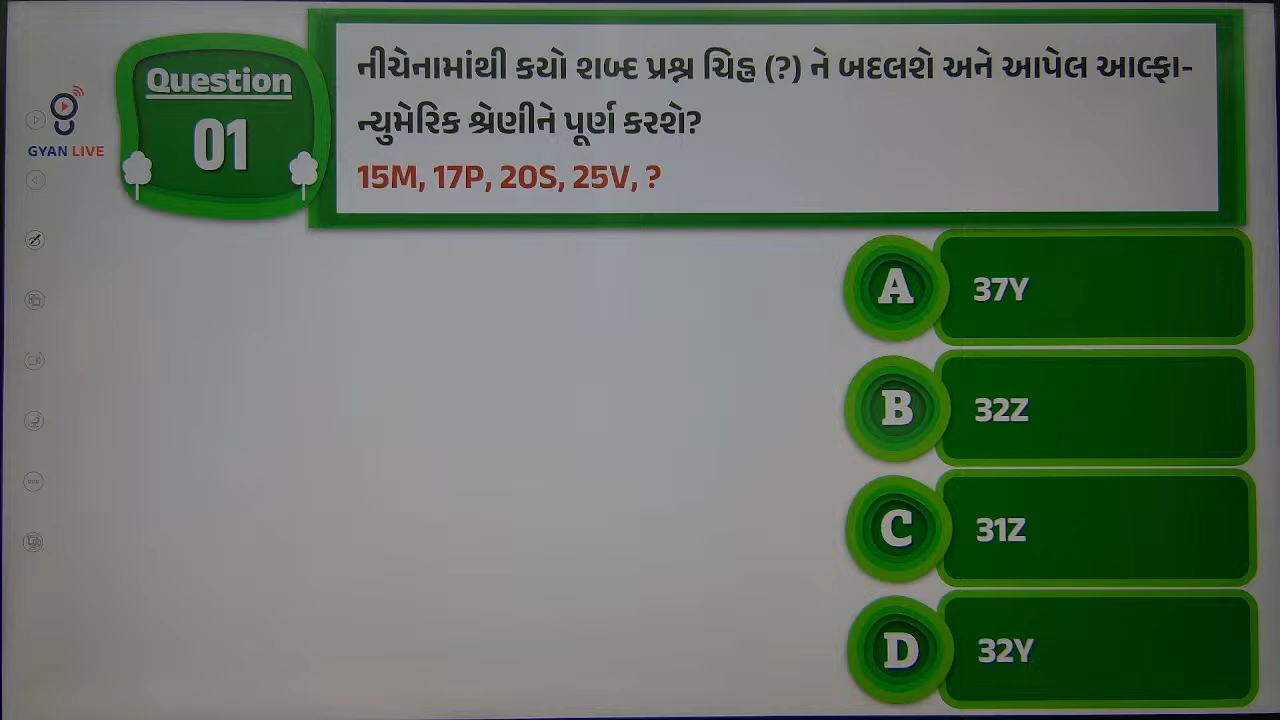 Question
01
GYAN LIVE
નીચેનામાંથી કયો શબ્દ પ્રશ્ન ચિહ્ન (?) ને બદલશે અને આપેલ આલ્ફા-
ન્યુમેરિક શ્રેણીને પૂર્ણ કરશે?
15M, 17P, 20S, 25V, ?
A 37Y
B 32Z
C 31Z
D 32Y